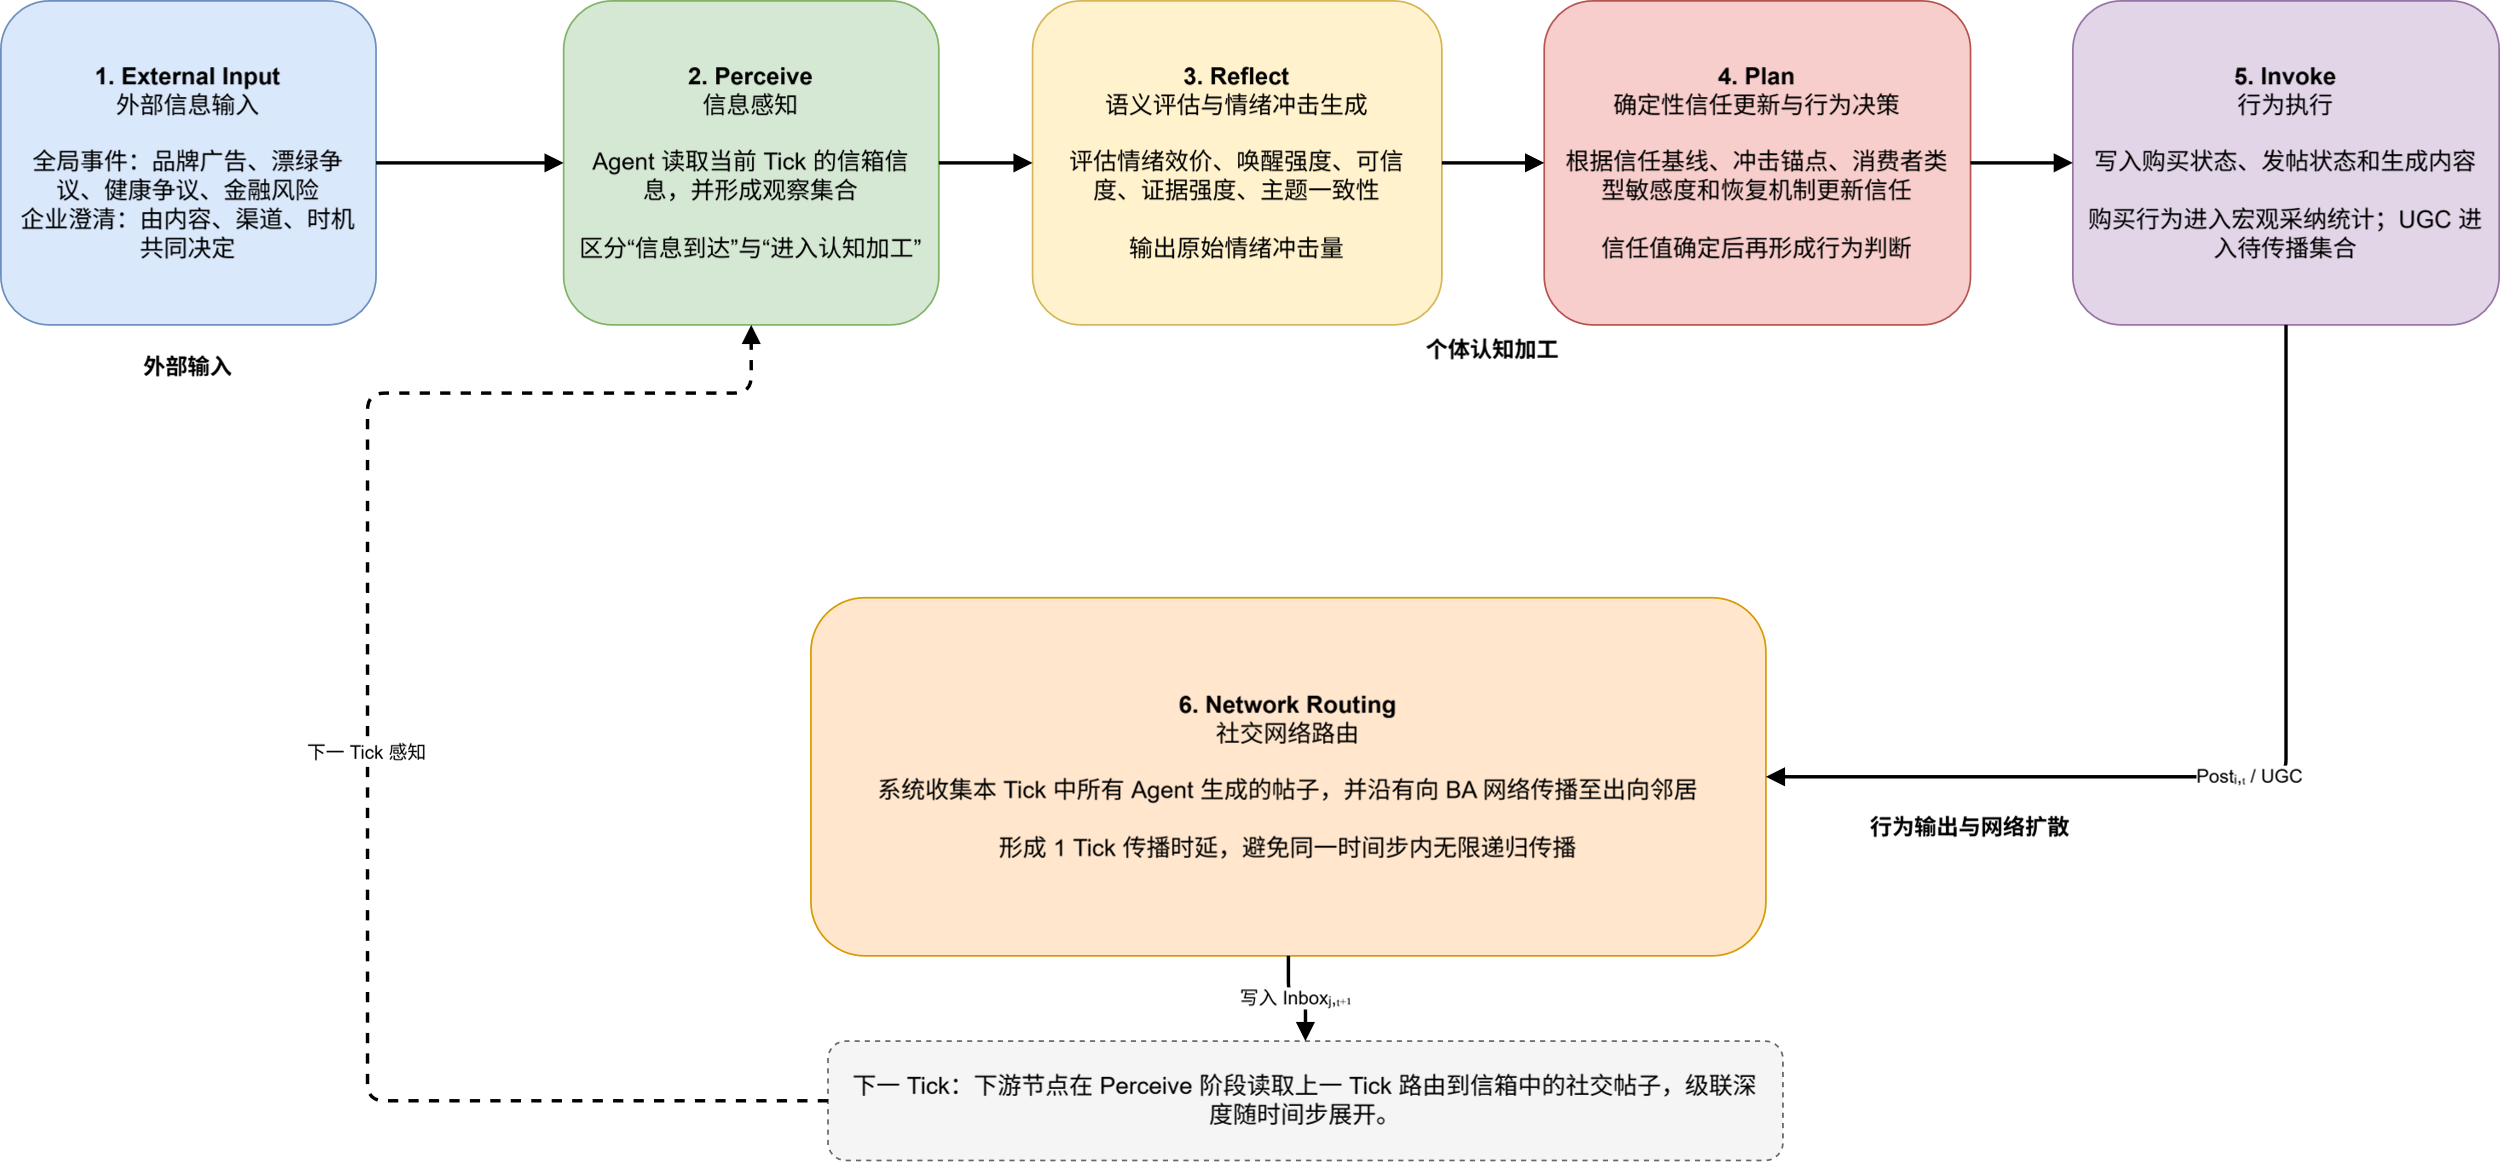 1. External Input
外部信息输入
全局事件：品牌广告、漂绿争
议、健康争议、金融风险
企业澄清：由内容、渠道、时机
共同决定
2. Perceive
信息感知
Agent 读取当前 Tick 的信箱信
息，并形成观察集合
区分“信息到达”与“进入认知加工”
3. Reflect
语义评估与情绪冲击生成
评估情绪效价、唤醒强度、可信
度、证据强度、主题一致性
输出原始情绪冲击量
4. Plan
确定性信任更新与行为决策
根据信任基线、冲击锚点、消费者类
型敏感度和恢复机制更新信任
信任值确定后再形成行为判断
5. Invoke
行为执行
写入购买状态、发帖状态和生成内容
购买行为进入宏观采纳统计；UGC 进
入待传播集合
外部输入
个体认知加工
6. Network Routing
社交网络路由
系统收集本 Tick 中所有 Agent 生成的帖子，并沿有向 BA 网络传播至出向邻居
形成 1 Tick 传播时延，避免同一时间步内无限递归传播
下一 Tick 感知
Postᵢ,ₜ / UGC
行为输出与网络扩散
写入 Inboxⱼ,ₜ₊₁
下一 Tick：下游节点在 Perceive 阶段读取上一 Tick 路由到信箱中的社交帖子，级联深
度随时间步展开。